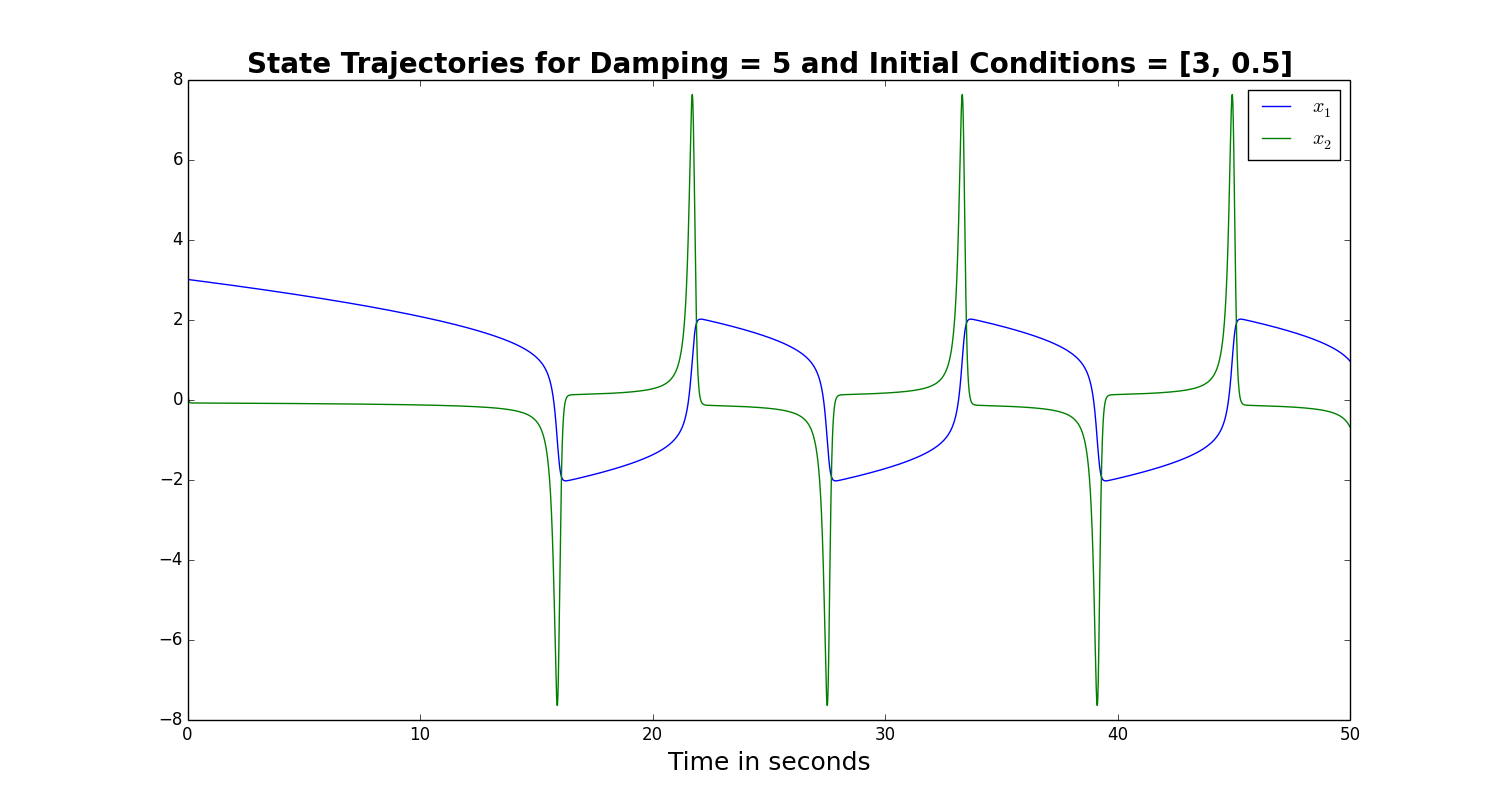 State Trajectories for Damping = 5 and Initial Conditions = [3, 0.5]
8
6
4
2
0
−2
−4
−6
−8
x₁
x₂
0 10 20 30 40 50
Time in seconds